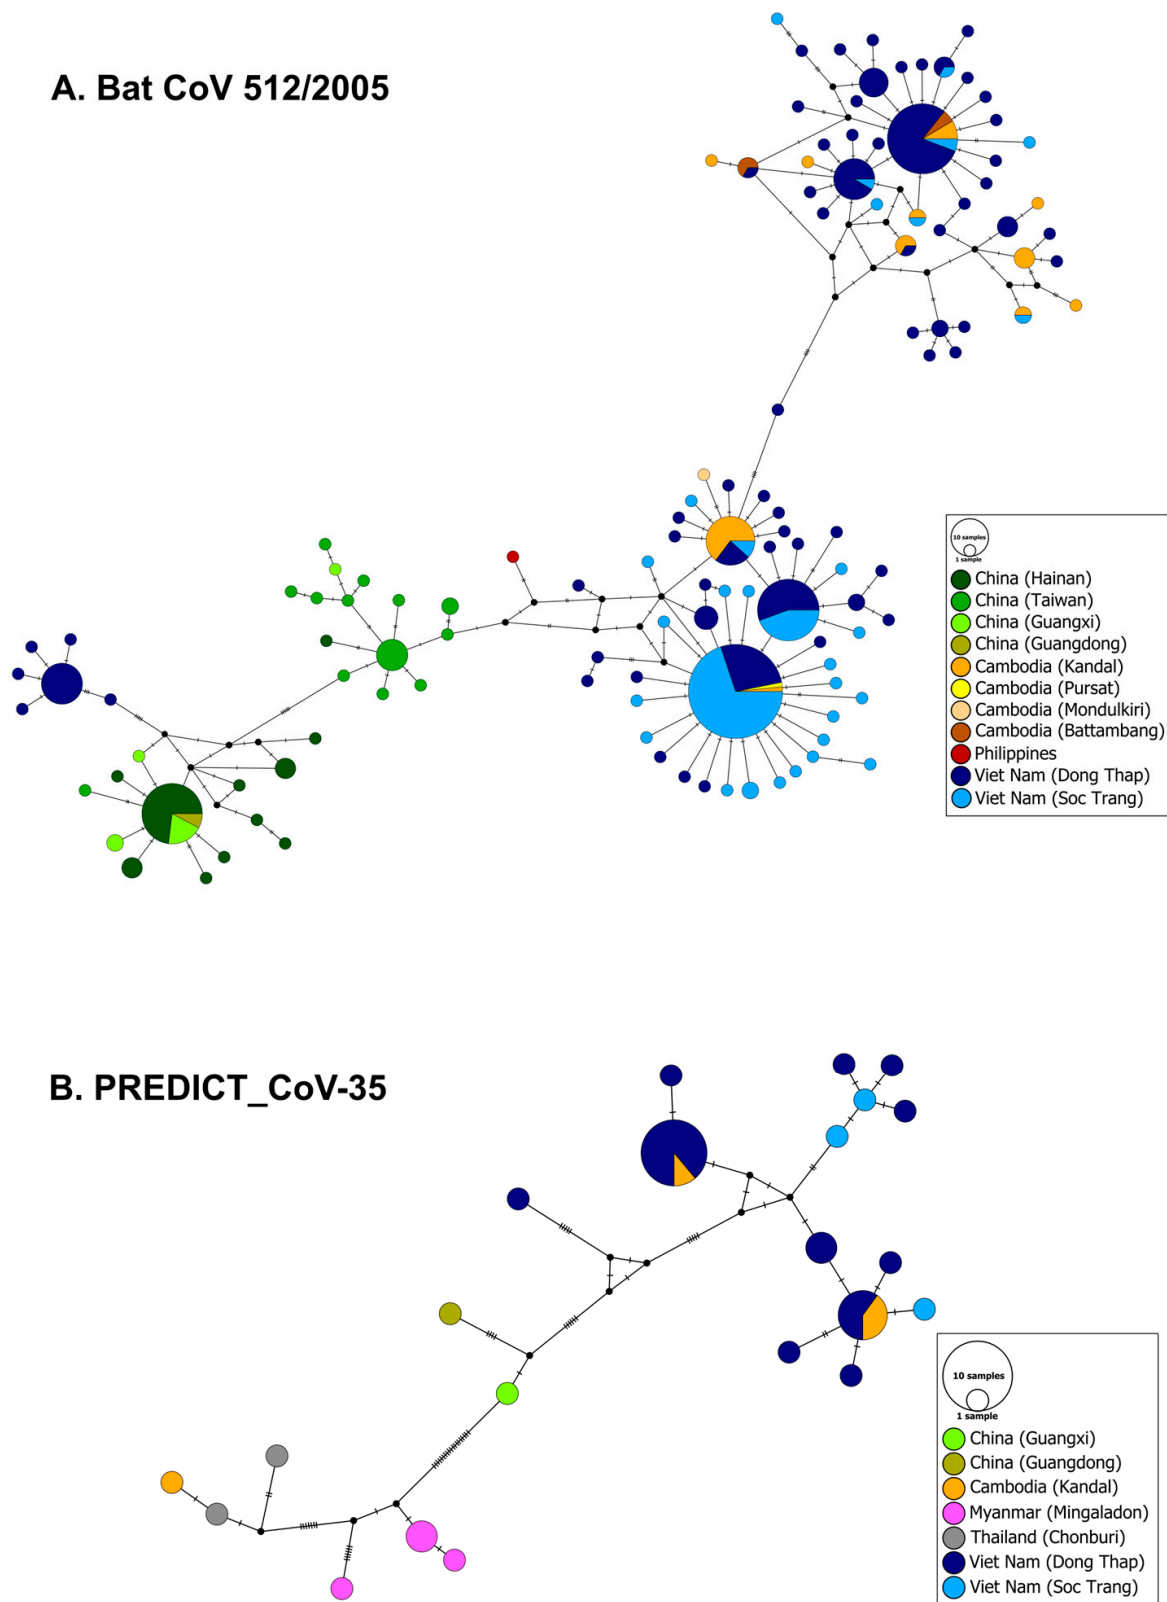 A. Bat CoV 512/2005
10 samples
1 sample
China (Hainan)
China (Taiwan)
China (Guangxi)
China (Guangdong)
Cambodia (Kandal)
Cambodia (Pursat)
Cambodia (Mondulkiri)
Cambodia (Battambang)
Philippines
Viet Nam (Dong Thap)
Viet Nam (Soc Trang)
B. PREDICT_CoV-35
10 samples
1 sample
China (Guangxi)
China (Guangdong)
Cambodia (Kandal)
Myanmar (Mingaladon)
Thailand (Chonburi)
Viet Nam (Dong Thap)
Viet Nam (Soc Trang)